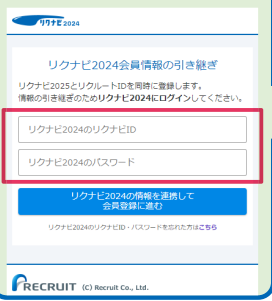 リクナビ2024
リクナビ2024会員情報の引き継ぎ
リクナビ2025とリクルートIDを同時に登録します。
情報の引き継ぎのためリクナビ2024にログインしてください。
リクナビ2024のリクナビID
リクナビ2024のパスワード
リクナビ2024の情報を連携して
会員登録に進む
リクナビ2024のリクナビID・パスワードを忘れた方はこちら
RECRUIT (C) Recruit Co., Ltd.